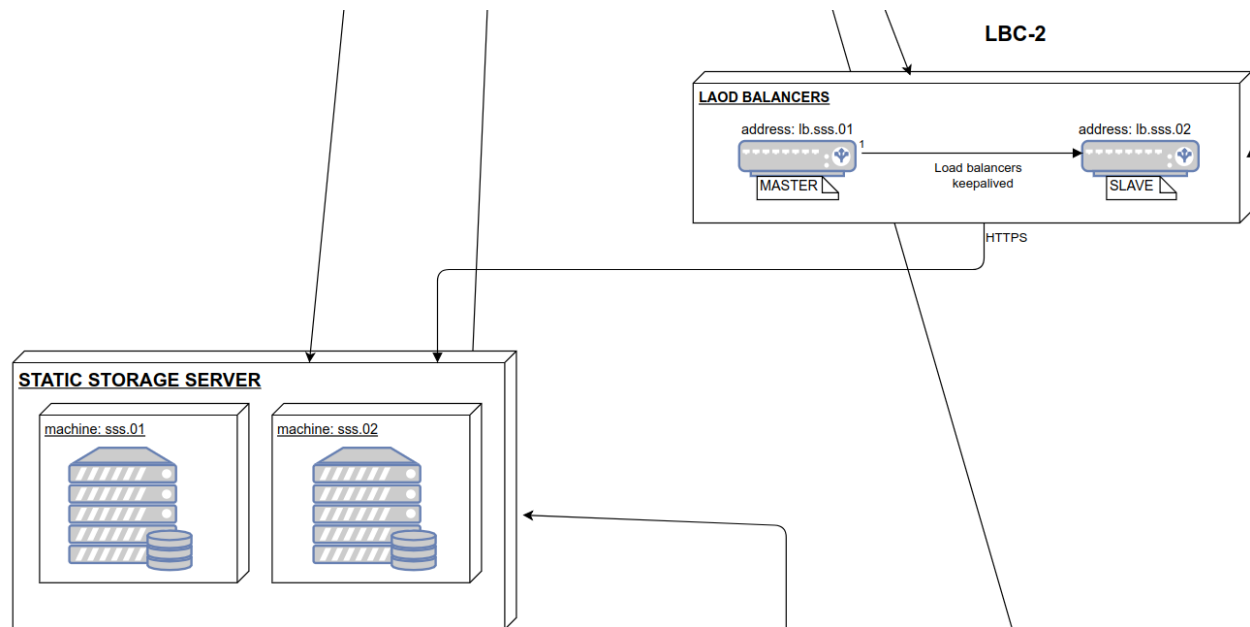 LBC-2
LAOD BALANCERS
address: lb.sss.01
address: lb.sss.02
1
Load balancers
keepalived
MASTER
SLAVE
HTTPS
STATIC STORAGE SERVER
machine: sss.01
machine: sss.02